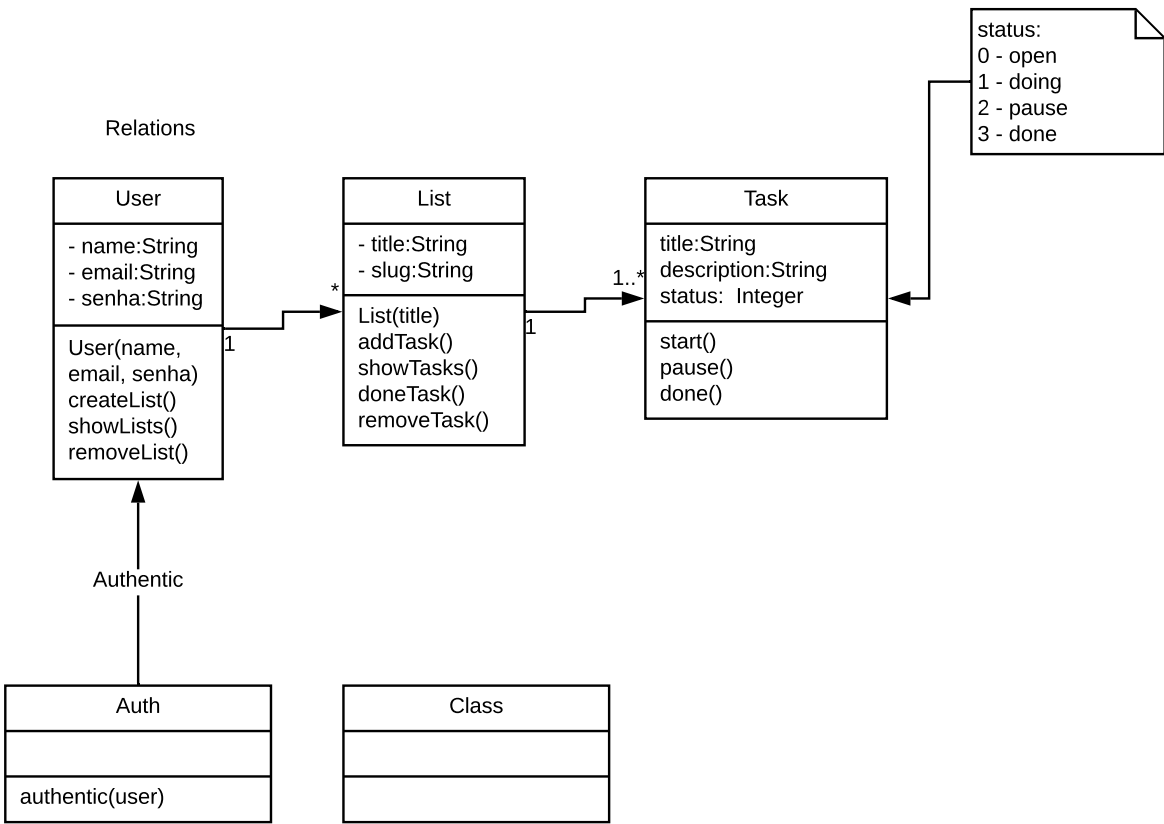 status:
0 - open
1 - doing
2 - pause
3 - done
Relations
User
- name:String
- email:String
- senha:String
User(name,
email, senha)
createList()
showLists()
removeList()
1
*
List
- title:String
- slug:String
List(title)
addTask()
showTasks()
doneTask()
removeTask()
1
1..*
Task
title:String
description:String
status:  Integer
start()
pause()
done()
Authentic
Auth
authentic(user)
Class